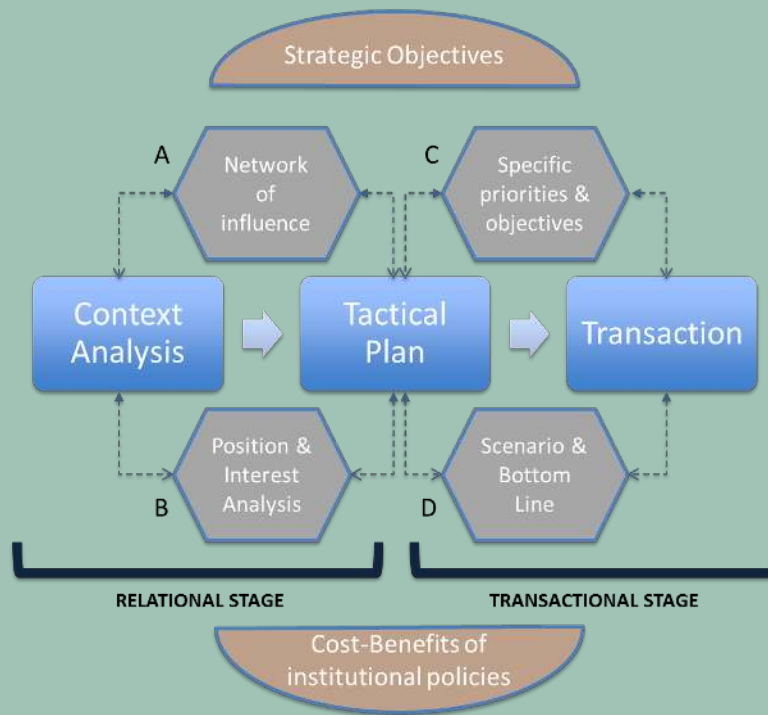 Strategic Objectives
A
Network
of
influence
C
Specific
priorities &
objectives
Context
Analysis
Tactical
Plan
Transaction
B
Position &
Interest
Analysis
D
Scenario &
Bottom
Line
RELATIONAL STAGE
TRANSACTIONAL STAGE
Cost-Benefits of
institutional policies